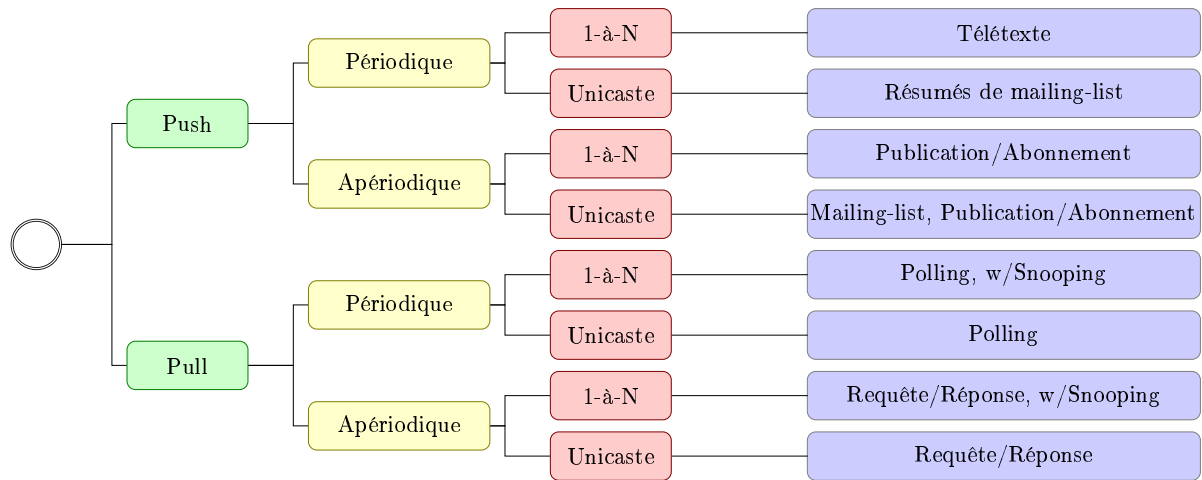 1-à-N
Télétexte
Périodique
Unicaste
Résumés de mailing-list
Push
1-à-N
Publication/Abonnement
Apériodique
Unicaste
Mailing-list, Publication/Abonnement
1-à-N
Polling, w/Snooping
Périodique
Unicaste
Polling
Pull
1-à-N
Requête/Réponse, w/Snooping
Apériodique
Unicaste
Requête/Réponse